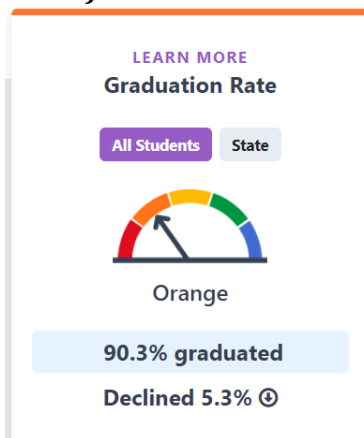 LEARN MORE
Graduation Rate
All Students State
Orange
90.3% graduated
Declined 5.3%